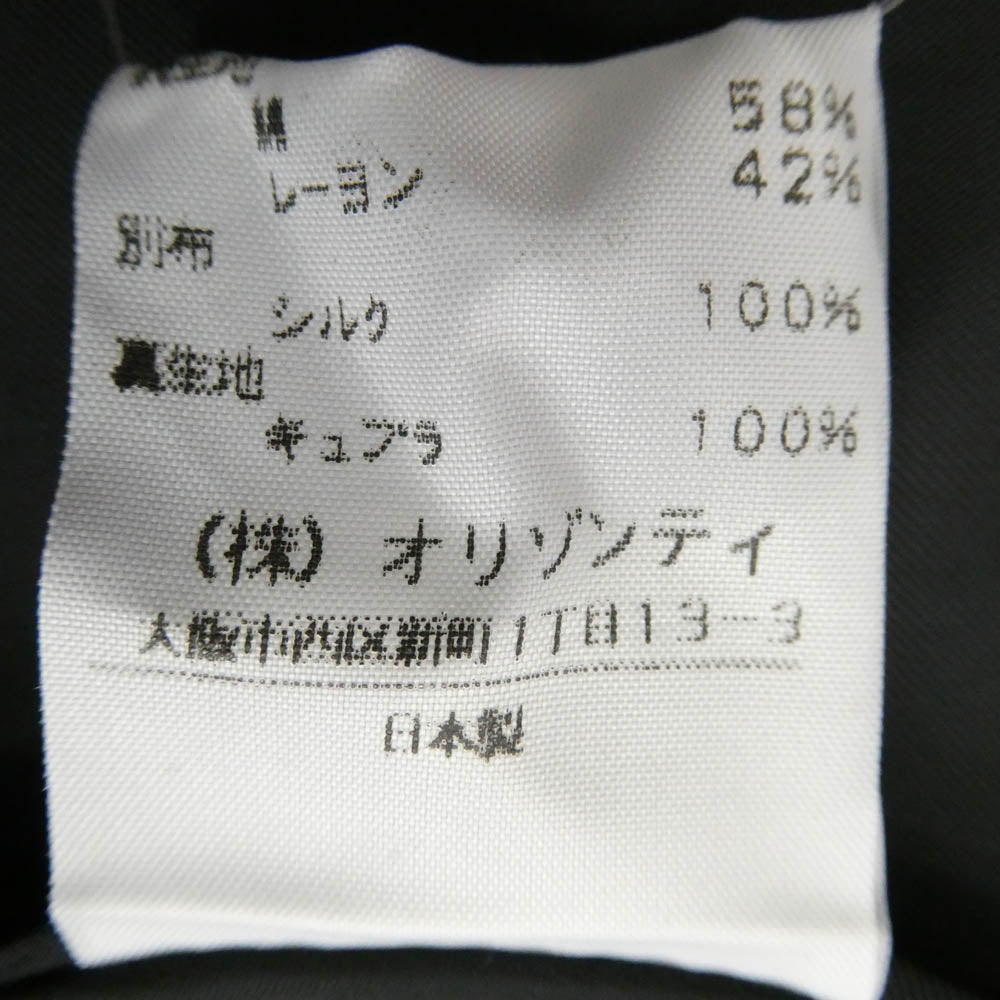 綿 58%
レーヨン 42%
別布
シルク 100%
裏生地
キュプラ 100%
(株) オリゾンティ
大阪市西区新町1丁目13-3
日本製